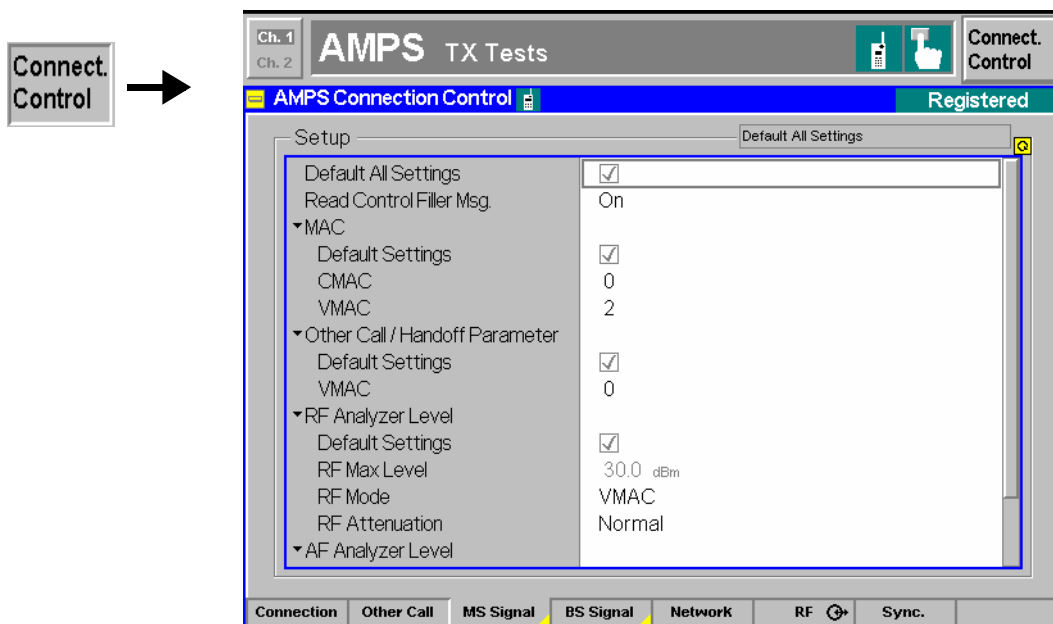 Connect.
Control
Ch. 1
Ch. 2
AMPS TX Tests
Connect.
Control
AMPS Connection Control
Registered
Setup
Default All Settings
Default All Settings
Read Control Filler Msg. On
MAC
Default Settings
CMAC 0
VMAC 2
Other Call / Handoff Parameter
Default Settings
VMAC 0
RF Analyzer Level
Default Settings
RF Max Level 30.0 dBm
RF Mode VMAC
RF Attenuation Normal
AF Analyzer Level
Connection Other Call MS Signal BS Signal Network RF Sync.